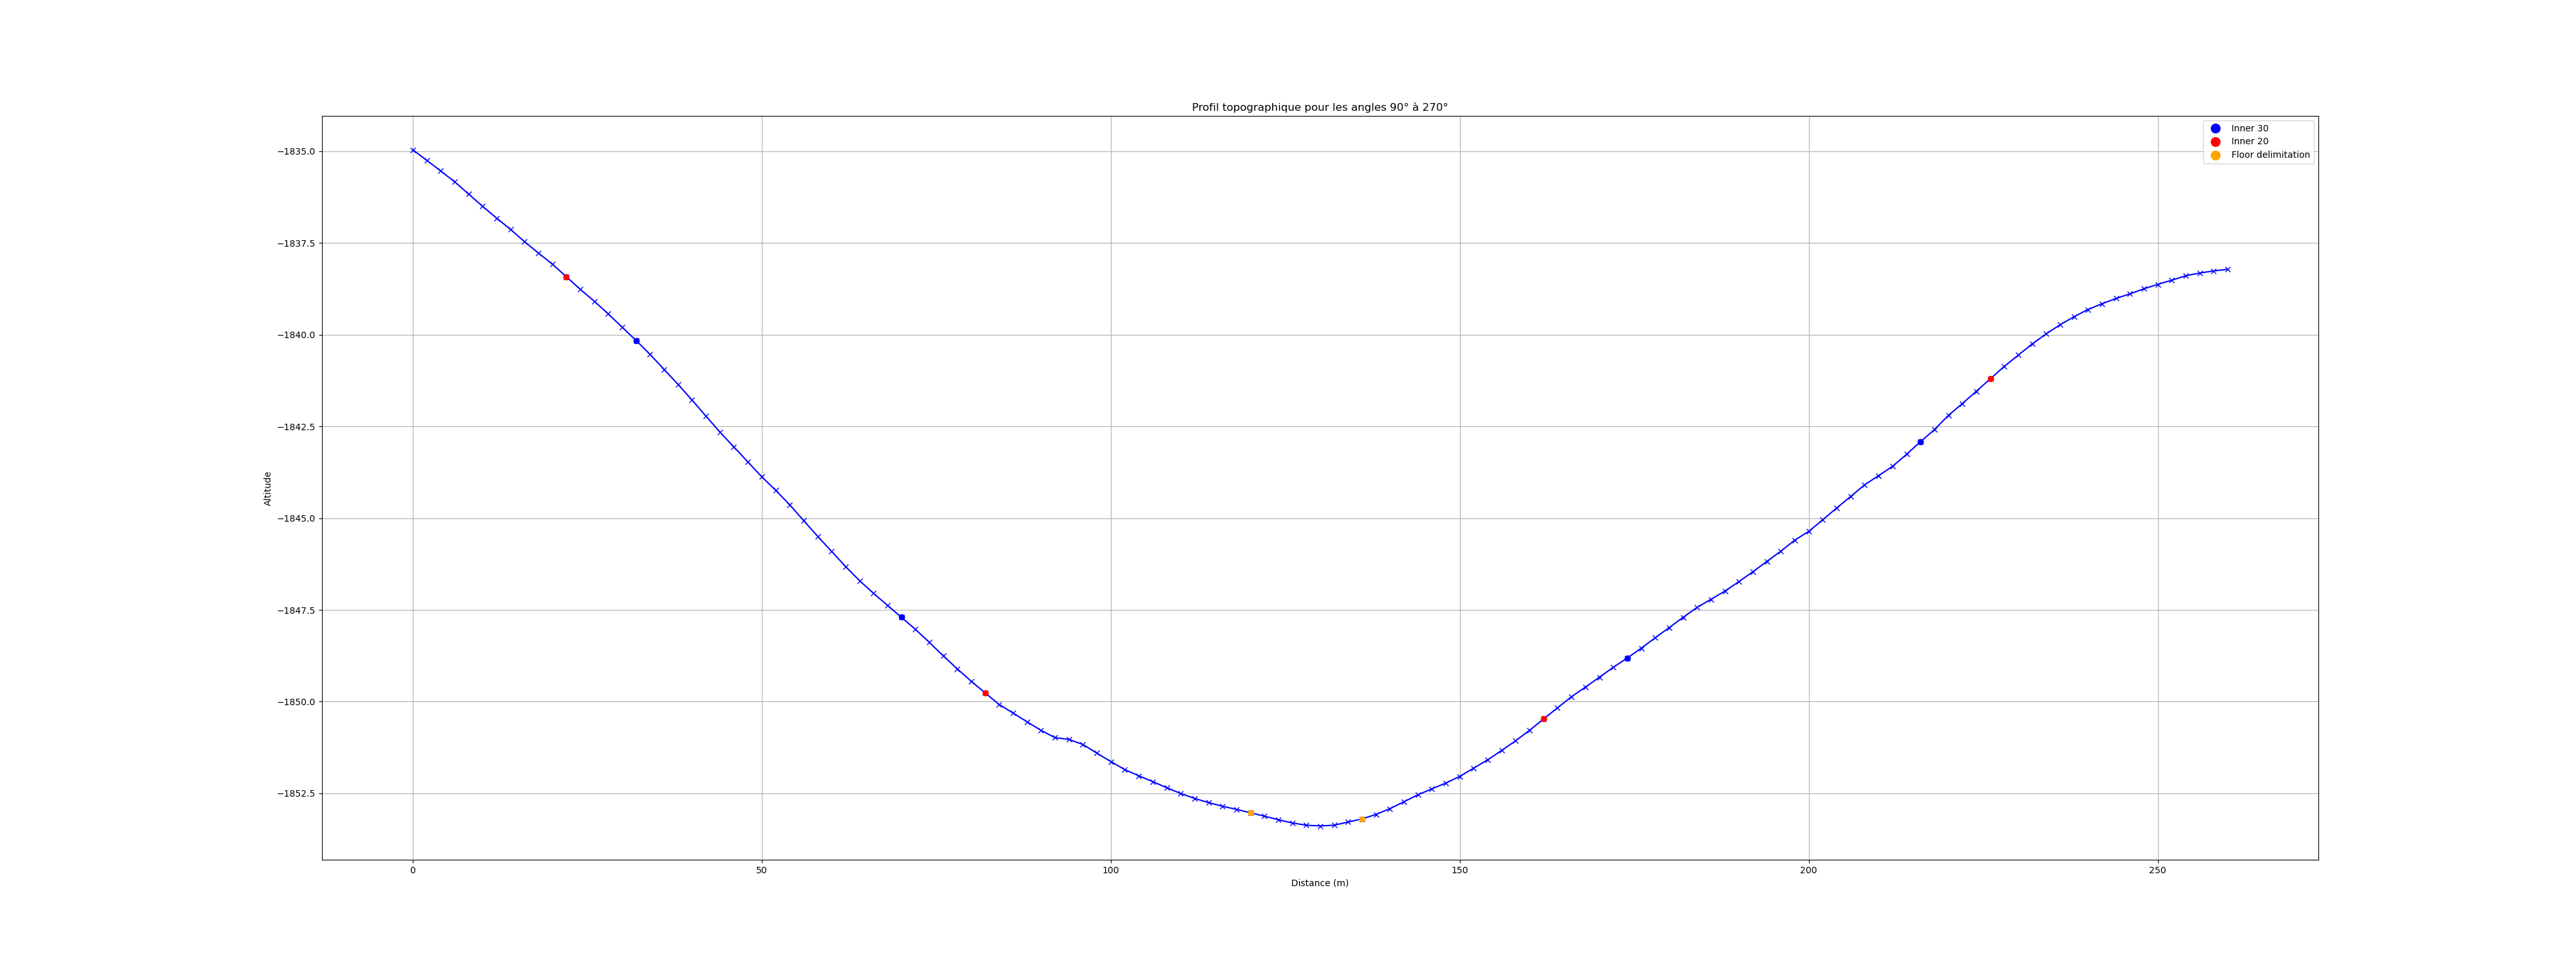 Profil topographique pour les angles 90° à 270°
Inner 30
Inner 20
Floor delimitation
−1835.0
−1837.5
−1840.0
−1842.5
−1845.0
−1847.5
−1850.0
−1852.5
Altitude
0 50 100 150 200 250
Distance (m)